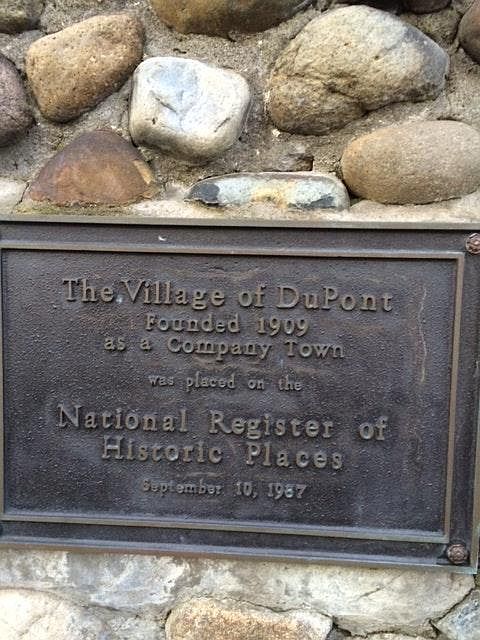 The Village of DuPont
Founded 1909
as a Company Town
was placed on the
National Register of
Historic Places
September 10, 1987